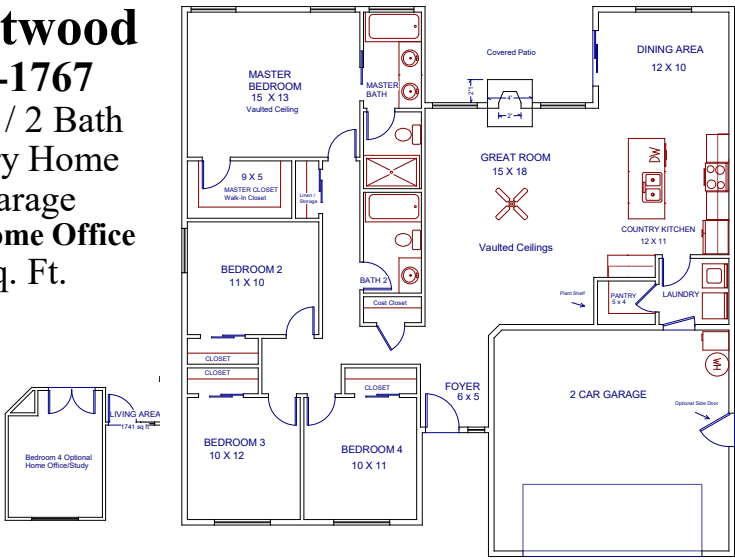 twood
-1767
/ 2 Bath
ry Home
arage
ome Office
q. Ft.
MASTER
BEDROOM
15 X 13
Vaulted Ceiling
MASTER
BATH
Covered Patio
2'1
4'
2'
DINING AREA
12 X 10
DW
GREAT ROOM
15 X 18
Vaulted Ceilings
COUNTRY KITCHEN
12 X 11
9 X 5
MASTER CLOSET
Walk-In Closet
Linen /
Storage
BEDROOM 2
11 X 10
BATH 2
Coat Closet
Plant Shelf
PANTRY
5 x 4
LAUNDRY
CLOSET
CLOSET
CLOSET
FOYER
6 x 5
WH
2 CAR GARAGE
Optional Side Door
BEDROOM 3
10 X 12
BEDROOM 4
10 X 11
LIVING AREA
1741 sq ft
Bedroom 4 Optional
Home Office/Study